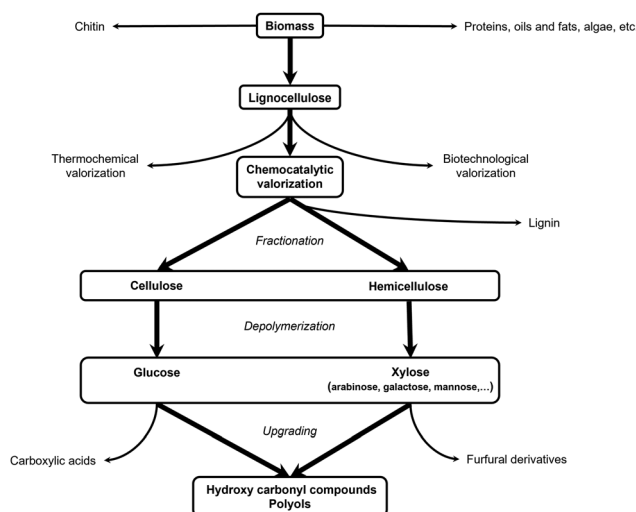 Chitin
Biomass
Proteins, oils and fats, algae, etc
Lignocellulose
Thermochemical
valorization
Biotechnological
valorization
Chemocatalytic
valorization
Lignin
Fractionation
Cellulose
Hemicellulose
Depolymerization
Glucose
Xylose
(arabinose, galactose, mannose,...)
Upgrading
Carboxylic acids
Furfural derivatives
Hydroxy carbonyl compounds
Polyols